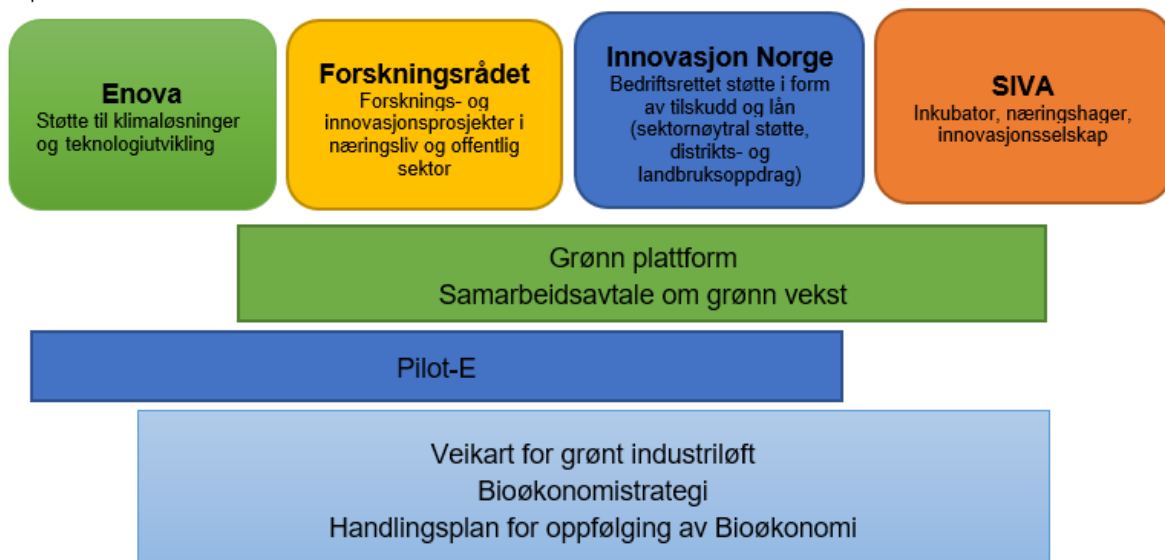 Enova
Støtte til klimaløsninger
og teknologiutvikling
Forskningsrådet
Forsknings- og
innovasjonsprosjekter i
næringsliv og offentlig
sektor
Innovasjon Norge
Bedriftsrettet støtte i form
av tilskudd og lån
(sektornøytral støtte,
distrikts- og
landbruksoppdrag)
SIVA
Inkubator, næringshager,
innovasjonsselskap
Grønn plattform
Samarbeidsavtale om grønn vekst
Pilot-E
Veikart for grønt industriløft
Bioøkonomistrategi
Handlingsplan for oppfølging av Bioøkonomi